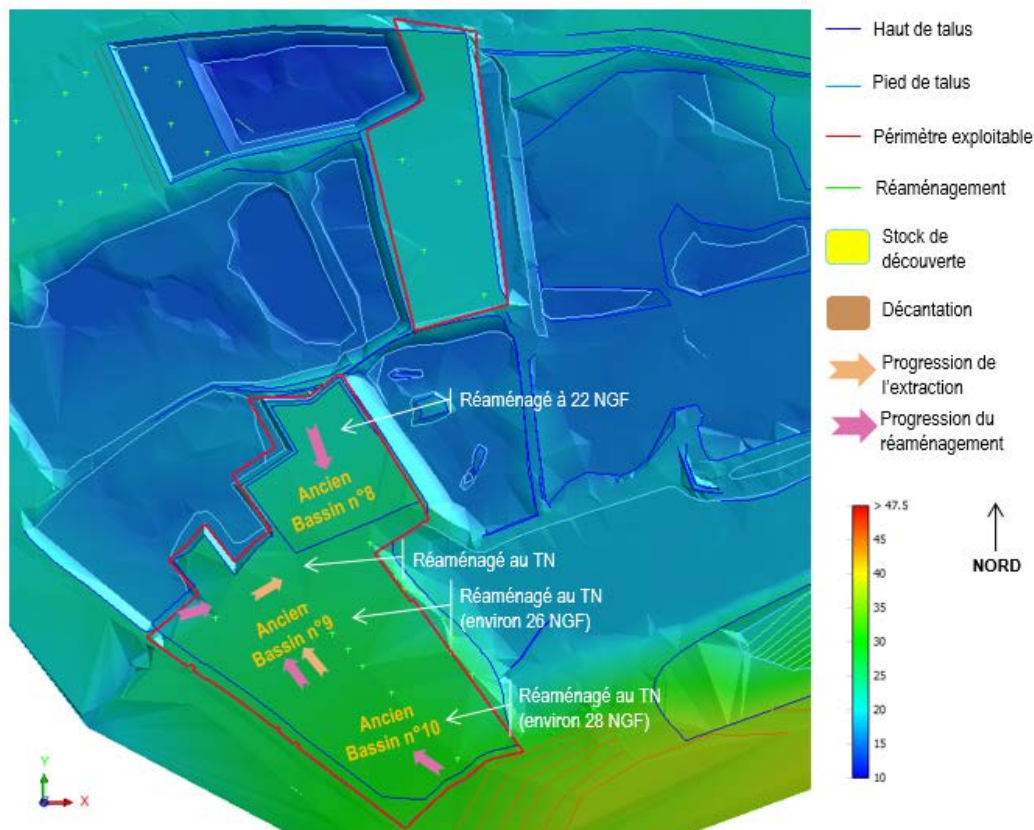 Haut de talus
Pied de talus
Périmètre exploitable
Réaménagement
Stock de
découverte
Décantation
Progression de
l'extraction
Progression du
réaménagement
> 47.5
45
40
35
30
25
20
15
10
NORD
Réaménagé à 22 NGF
Ancien
Bassin n°8
Réaménagé au TN
Réaménagé au TN
(environ 26 NGF)
Ancien
Bassin n°9
Réaménagé au TN
(environ 28 NGF)
Ancien
Bassin n°10
Y
X